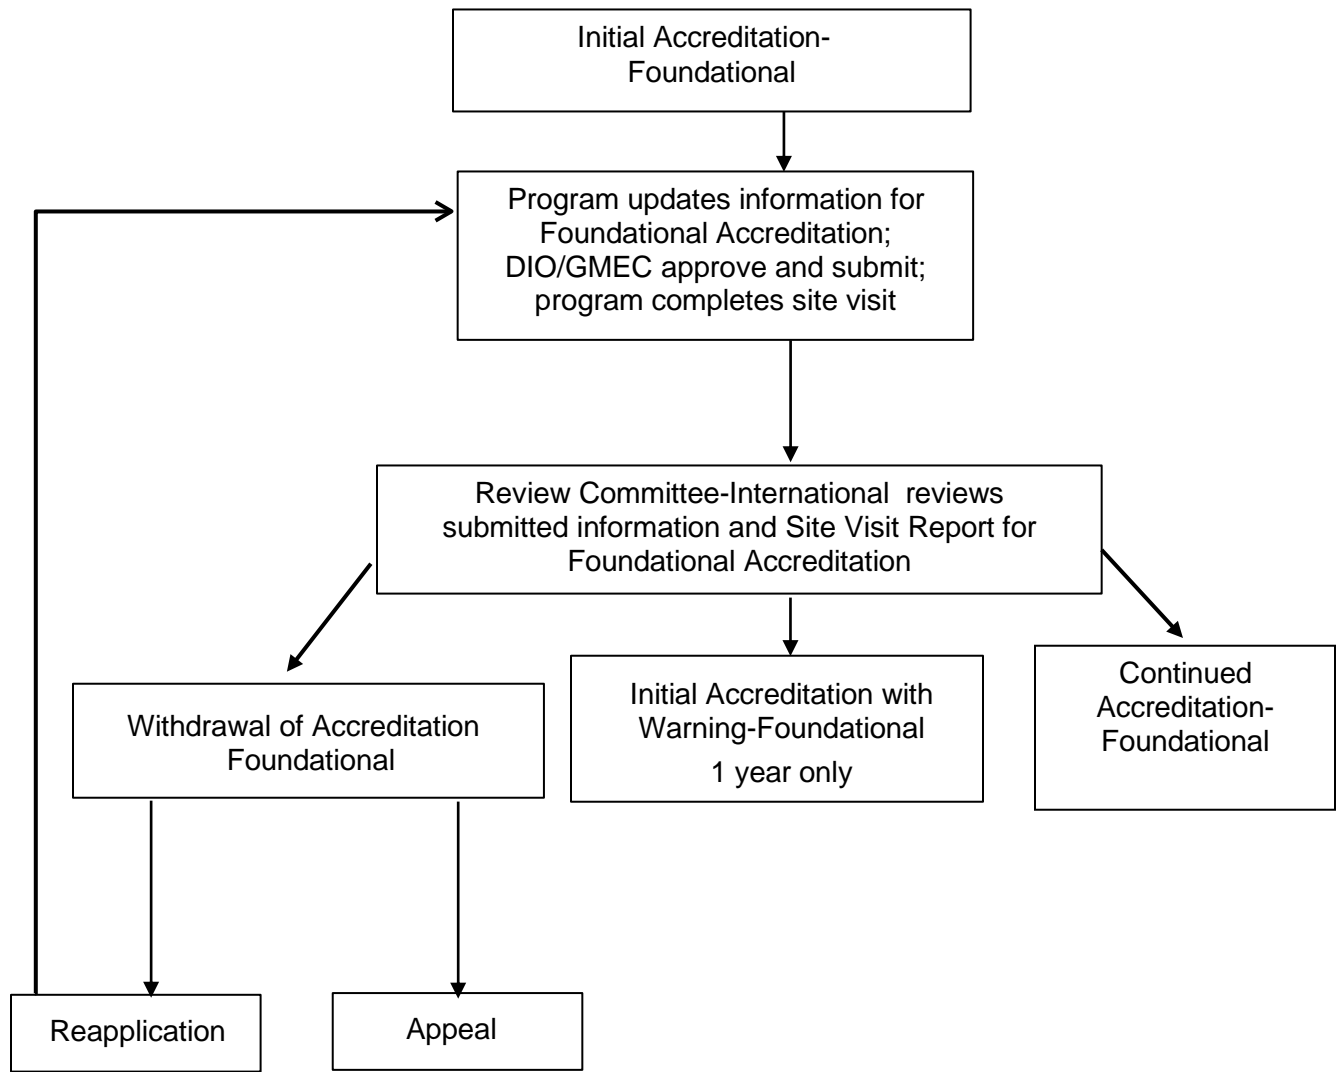 Initial Accreditation-
Foundational
Program updates information for
Foundational Accreditation;
DIO/GMEC approve and submit;
program completes site visit
Review Committee-International  reviews
submitted information and Site Visit Report for
Foundational Accreditation
Withdrawal of Accreditation
Foundational
Initial Accreditation with
Warning-Foundational
1 year only
Continued
Accreditation-
Foundational
Reapplication
Appeal